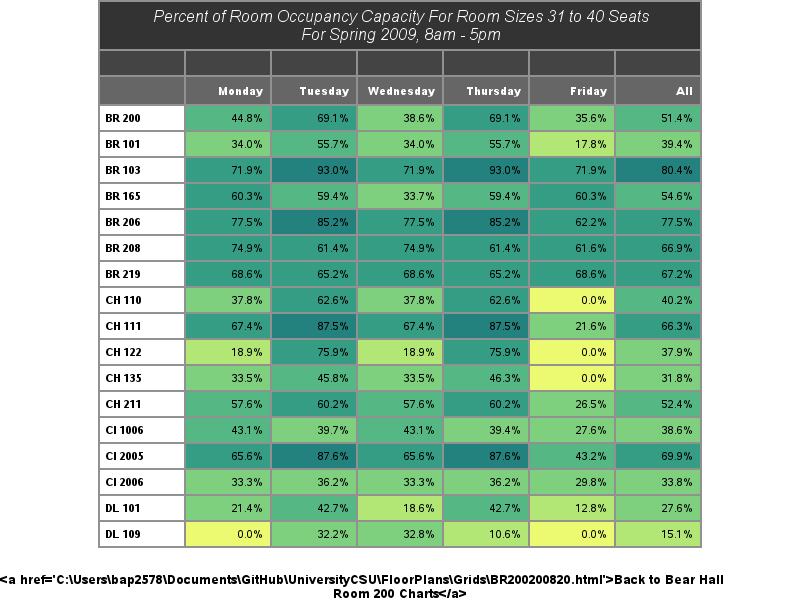 Percent of Room Occupancy Capacity For Room Sizes 31 to 40 Seats
For Spring 2009, 8am - 5pm
Monday Tuesday Wednesday Thursday Friday All
BR 200 44.8% 69.1% 38.6% 69.1% 35.6% 51.4%
BR 101 34.0% 55.7% 34.0% 55.7% 17.8% 39.4%
BR 103 71.9% 93.0% 71.9% 93.0% 71.9% 80.4%
BR 165 60.3% 59.4% 33.7% 59.4% 60.3% 54.6%
BR 206 77.5% 85.2% 77.5% 85.2% 62.2% 77.5%
BR 208 74.9% 61.4% 74.9% 61.4% 61.6% 66.9%
BR 219 68.6% 65.2% 68.6% 65.2% 68.6% 67.2%
CH 110 37.8% 62.6% 37.8% 62.6% 0.0% 40.2%
CH 111 67.4% 87.5% 67.4% 87.5% 21.6% 66.3%
CH 122 18.9% 75.9% 18.9% 75.9% 0.0% 37.9%
CH 135 33.5% 45.8% 33.5% 46.3% 0.0% 31.8%
CH 211 57.6% 60.2% 57.6% 60.2% 26.5% 52.4%
CI 1006 43.1% 39.7% 43.1% 39.4% 27.6% 38.6%
CI 2005 65.6% 87.6% 65.6% 87.6% 43.2% 69.9%
CI 2006 33.3% 36.2% 33.3% 36.2% 29.8% 33.8%
DL 101 21.4% 42.7% 18.6% 42.7% 12.8% 27.6%
DL 109 0.0% 32.2% 32.8% 10.6% 0.0% 15.1%
<a href='C:\Users\bap2578\Documents\GitHub\UniversityCSU\FloorPlans\Grids\BR200200820.html'>Back to Bear Hall
Room 200 Charts</a>